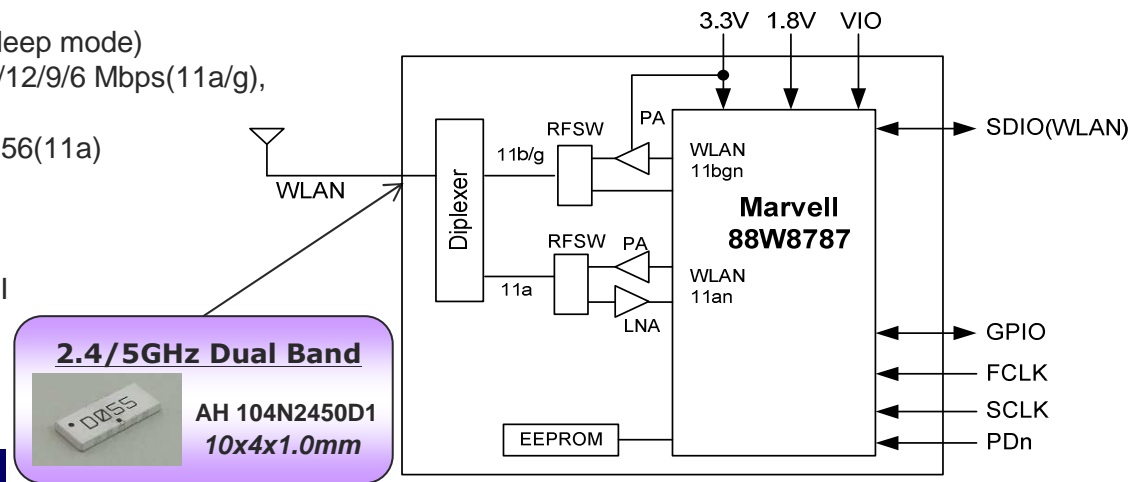 leep mode)
/12/9/6 Mbps(11a/g),
56(11a)
3.3V 1.8V VIO
PA
RFSW
11b/g
WLAN
11bgn
SDIO(WLAN)
WLAN
Diplexer
Marvell
88W8787
RFSW PA
WLAN
11an
11a
LNA
2.4/5GHz Dual Band
D055
AH 104N2450D1
10x4x1.0mm
GPIO
FCLK
SCLK
PDn
EEPROM